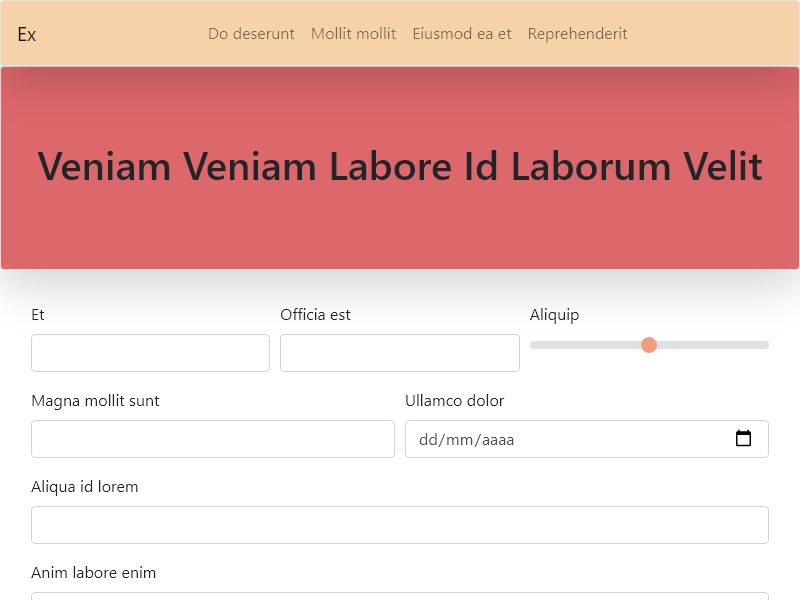 Ex
Do deserunt Mollit mollit Eiusmod ea et Reprehenderit
Veniam Veniam Labore Id Laborum Velit
Et Officia est Aliquip
Magna mollit sunt Ullamco dolor
dd/mm/aaaa
Aliqua id lorem
Anim labore enim